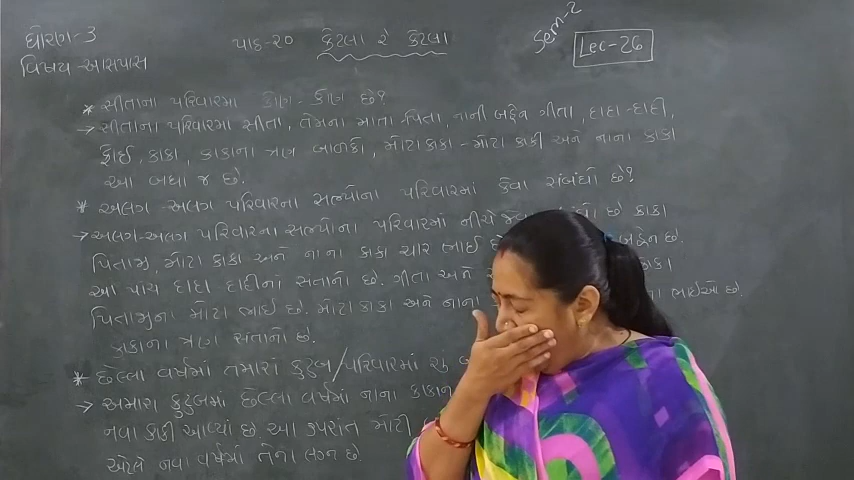 ધોરણ-3
વિષય-આસપાસ
પાઠ-૨૦ કેટલા રે કેટલા
Sem-2
Lec-26
* સીતાના પરિવારમાં કોણ-કોણ છે?
→ સીતાના પરિવારમાં સીતા, તેમના માતા-પિતા, નાની બહેન ગીતા, દાદા-દાદી,
ફોઈ, કાકા, કાકાના ત્રણ બાળકો, મોટાકાકા-મોટા કાકી અને નાના કાકા
આ બધા જ છે.
* અલગ-અલગ પરિવારના સભ્યોના પરિવારમાં કેવા સંબંધો છે?
→ અલગ-અલગ પરિવારના સભ્યોના પરિવારમાં નીચે છે કાકા
પિતાજી, મોટા કાકા અને નાના કાકા ચાર ભાઈ બહેન છે.
આ પાંચ દાદા દાદીનાં સંતાનો છે. ગીતા અને
પિતાજીના મોટા ભાઈ છે. મોટા કાકા અને નાના ભાઈઓ છે.
કાકાના ત્રણ સંતાનો છે.
* છેલ્લા વર્ષમાં તમારા કુટુંબ/પરિવારમાં શું
→ અમારા કુટુંબમાં છેલ્લા વર્ષમાં નાના કાકાના
નવા કાકી આવ્યાં છે આ ઉપરાંત મોટી
એટલે નવા વર્ષમાં તેના લગ્ન છે.